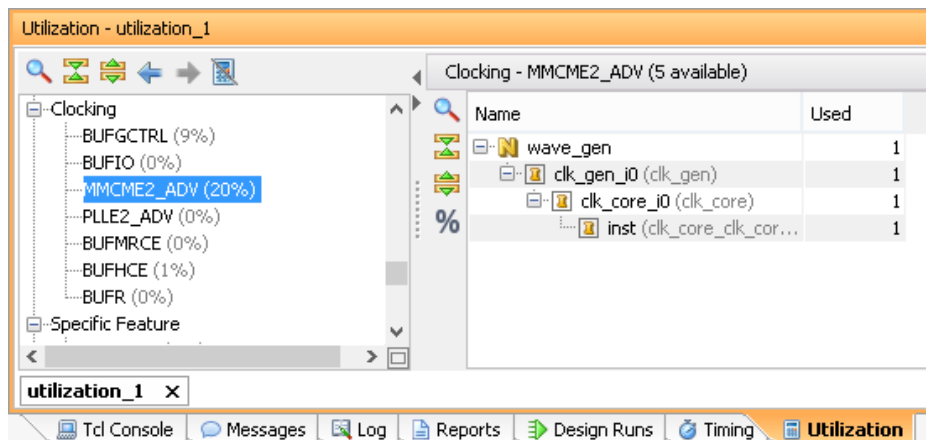 Utilization - utilization_1
Clocking - MMCME2_ADV (5 available)
Clocking
BUFGCTRL (9%)
BUFIO (0%)
MMCME2_ADV (20%)
PLLE2_ADV (0%)
BUFMRCE (0%)
BUFHCE (1%)
BUFR (0%)
Specific Feature
%
Name Used
N wave_gen 1
clk_gen_i0 (clk_gen) 1
clk_core_i0 (clk_core) 1
inst (clk_core_clk_cor... 1
utilization_1 X
Tcl Console Messages Log Reports Design Runs Timing Utilization